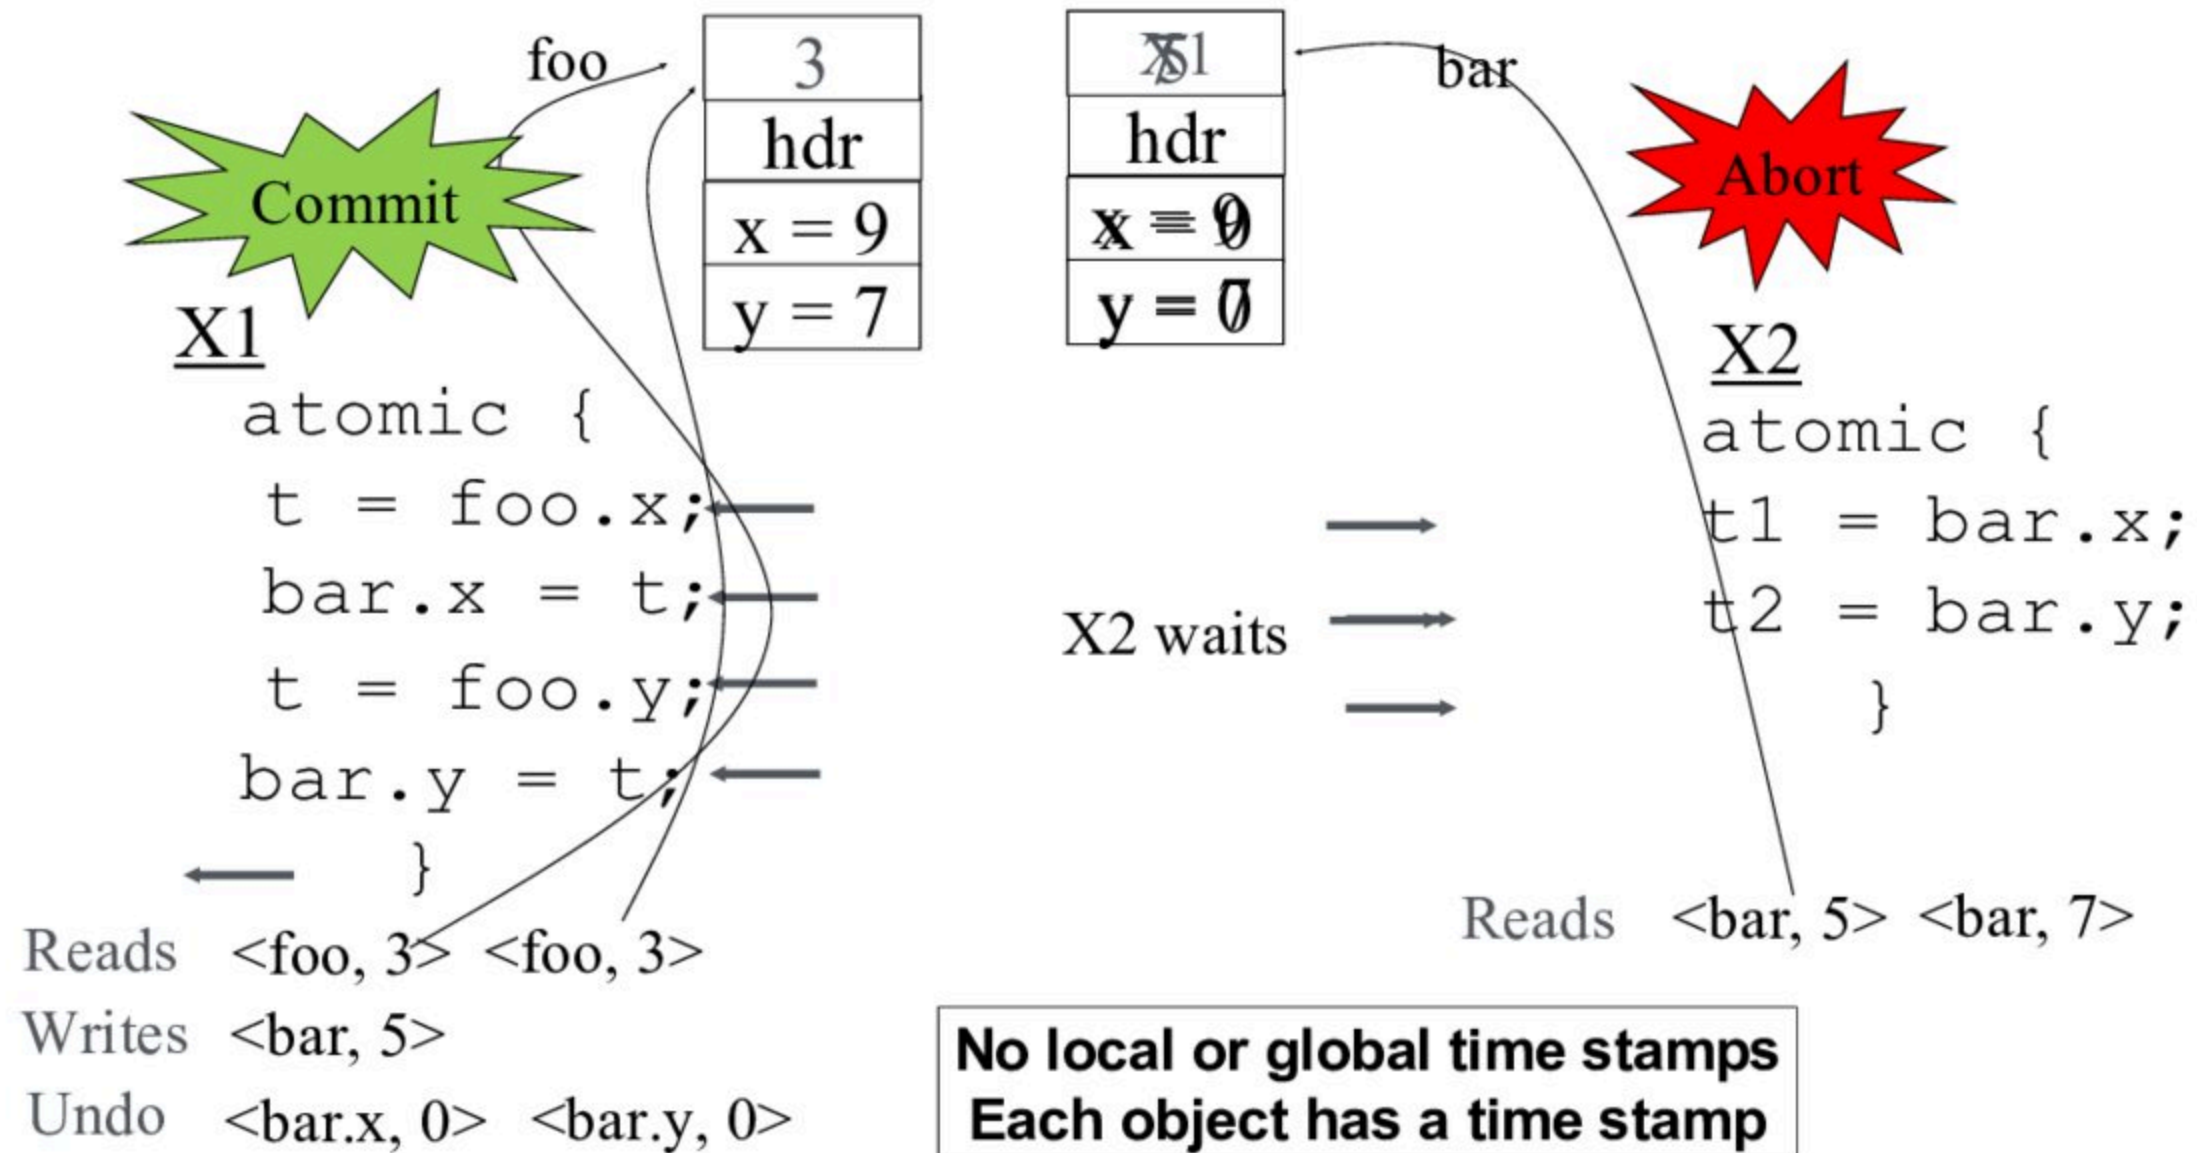 foo
3
bar
hdr
hdr
Commit
Abort
x = 9
y = 7
X1
X2
atomic {
t = foo.x;
bar.x = t;
t = foo.y;
bar.y = t;
}
X2 waits
atomic {
t1 = bar.x;
t2 = bar.y;
}
Reads <foo, 3> <foo, 3>
Writes <bar, 5>
Undo <bar.x, 0> <bar.y, 0>
Reads <bar, 5> <bar, 7>
No local or global time stamps
Each object has a time stamp